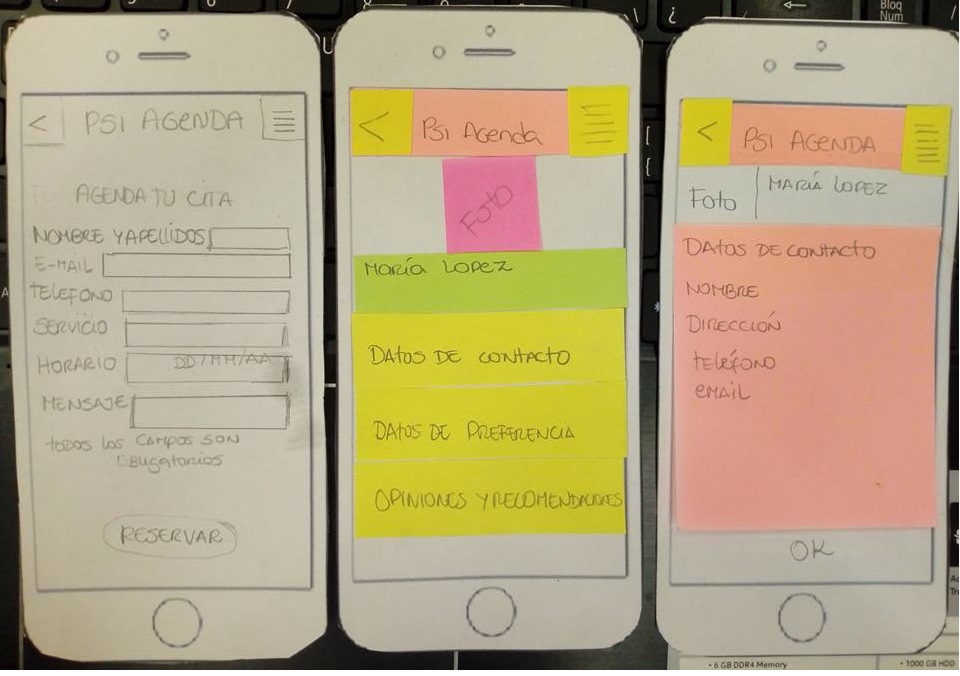 < PSI AGENDA
AGENDA TU CITA
NOMBRE Y APELLIDOS
E-MAIL
TELEFONO
SERVICIO
HORARIO DD/MM/AA
MENSAJE
TODOS LOS CAMPOS SON
OBLIGATORIOS
RESERVAR
< PSI Agenda
FOTO
María LOPEZ
DATOS DE CONTACTO
DATOS DE PREFERENCIA
OPINIONES Y RECOMENDACIONES
< PSI AGENDA
Foto MARÍA LOPEZ
DATOS DE CONTACTO
NOMBRE
DIRECCIÓN
TELÉFONO
EMAIL
OK
Bloq
Num
¿
[
{
• 6 GB DDR4 Memory • 1000 GB HDD